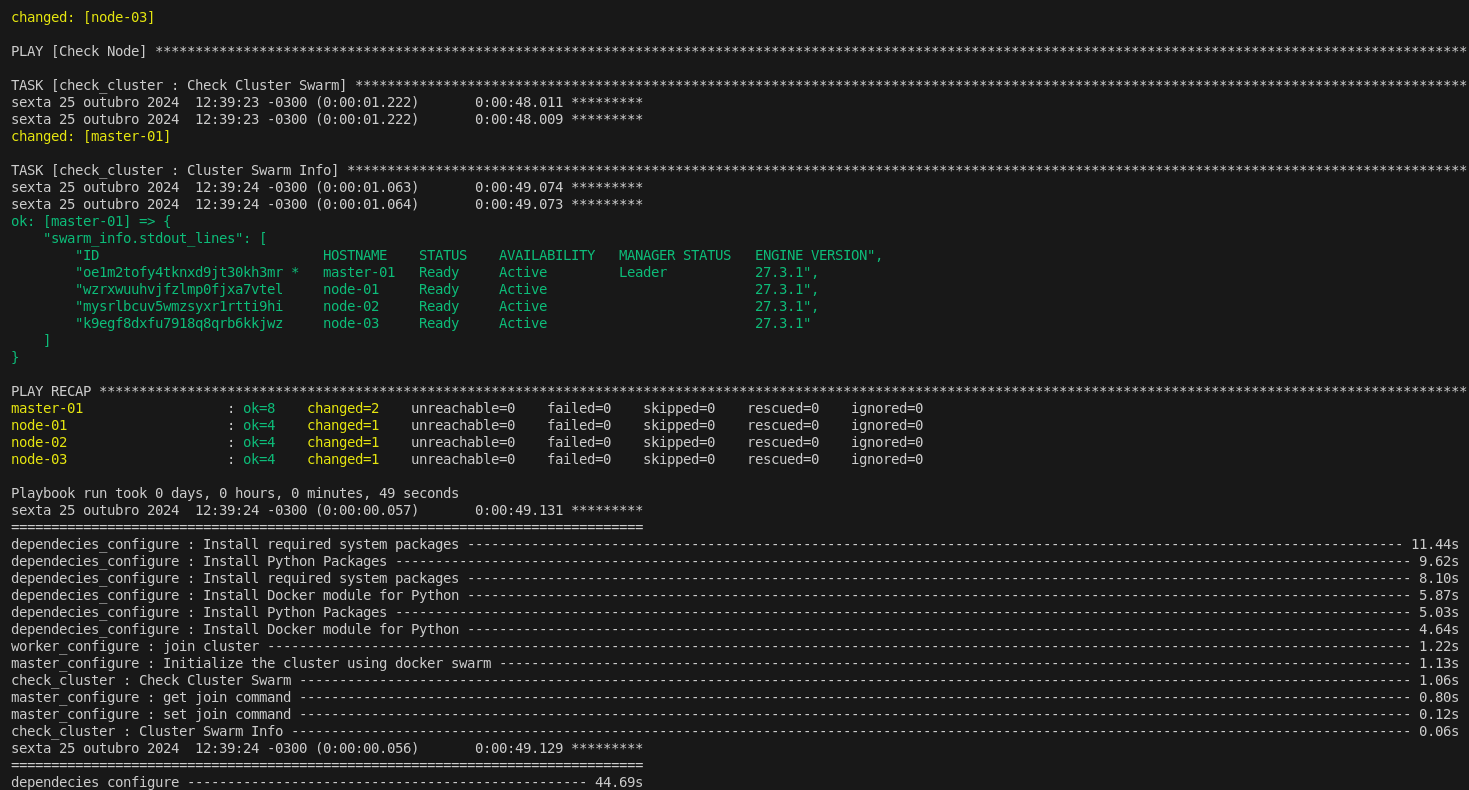 changed: [node-03]
PLAY [Check Node] ********************************************************************************************************************************************************************
TASK [check_cluster : Check Cluster Swarm] *******************************************************************************************************************************************
sexta 25 outubro 2024  12:39:23 -0300 (0:00:01.222)       0:00:48.011 *********
sexta 25 outubro 2024  12:39:23 -0300 (0:00:01.222)       0:00:48.009 *********
changed: [master-01]
TASK [check_cluster : Cluster Swarm Info] ********************************************************************************************************************************************
sexta 25 outubro 2024  12:39:24 -0300 (0:00:01.063)       0:00:49.074 *********
sexta 25 outubro 2024  12:39:24 -0300 (0:00:01.064)       0:00:49.073 *********
ok: [master-01] => {
    "swarm_info.stdout_lines": [
        "ID                            HOSTNAME    STATUS    AVAILABILITY   MANAGER STATUS   ENGINE VERSION",
        "oe1m2tofy4tknxd9jt30kh3mr *   master-01   Ready     Active         Leader           27.3.1",
        "wzrxwuuhvjfzlmp0fjxa7vtel     node-01     Ready     Active                          27.3.1",
        "mysrlbcuv5wmzsyxr1rtti9hi     node-02     Ready     Active                          27.3.1",
        "k9egf8dxfu7918q8qrb6kkjwz     node-03     Ready     Active                          27.3.1"
    ]
}
PLAY RECAP ***************************************************************************************************************************************************************************
master-01                  : ok=8    changed=2    unreachable=0    failed=0    skipped=0    rescued=0    ignored=0
node-01                    : ok=4    changed=1    unreachable=0    failed=0    skipped=0    rescued=0    ignored=0
node-02                    : ok=4    changed=1    unreachable=0    failed=0    skipped=0    rescued=0    ignored=0
node-03                    : ok=4    changed=1    unreachable=0    failed=0    skipped=0    rescued=0    ignored=0
Playbook run took 0 days, 0 hours, 0 minutes, 49 seconds
sexta 25 outubro 2024  12:39:24 -0300 (0:00:00.057)       0:00:49.131 *********
===============================================================================
dependecies_configure : Install required system packages --------------------------------------------------------------------------------------------------------------------- 11.44s
dependecies_configure : Install Python Packages ------------------------------------------------------------------------------------------------------------------------------- 9.62s
dependecies_configure : Install required system packages ---------------------------------------------------------------------------------------------------------------------- 8.10s
dependecies_configure : Install Docker module for Python ---------------------------------------------------------------------------------------------------------------------- 5.87s
dependecies_configure : Install Python Packages ------------------------------------------------------------------------------------------------------------------------------- 5.03s
dependecies_configure : Install Docker module for Python ---------------------------------------------------------------------------------------------------------------------- 4.64s
worker_configure : join cluster ----------------------------------------------------------------------------------------------------------------------------------------------- 1.22s
master_configure : Initialize the cluster using docker swarm ------------------------------------------------------------------------------------------------------------------ 1.13s
check_cluster : Check Cluster Swarm ------------------------------------------------------------------------------------------------------------------------------------------- 1.06s
master_configure : get join command ------------------------------------------------------------------------------------------------------------------------------------------- 0.80s
master_configure : set join command ------------------------------------------------------------------------------------------------------------------------------------------- 0.12s
check_cluster : Cluster Swarm Info -------------------------------------------------------------------------------------------------------------------------------------------- 0.06s
sexta 25 outubro 2024  12:39:24 -0300 (0:00:00.056)       0:00:49.129 *********
===============================================================================
dependecies_configure -------------------------------------------------- 44.69s